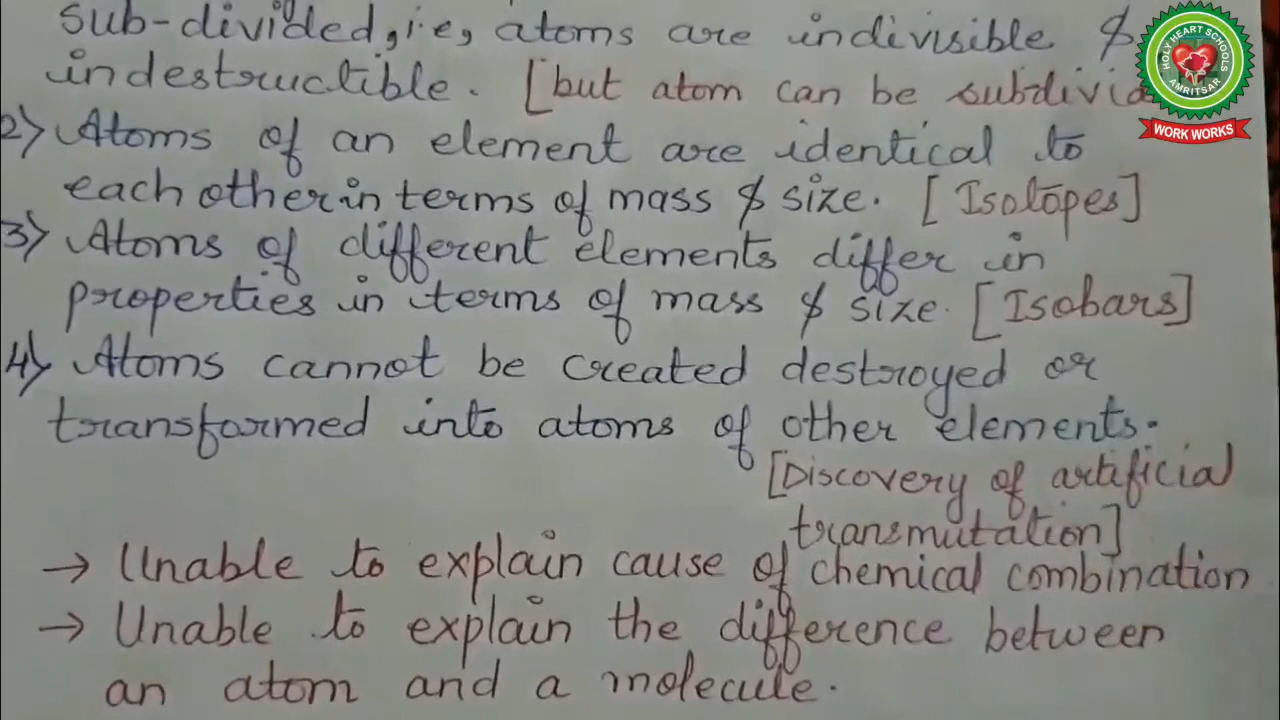 sub-divided, i.e, atoms are indivisible &
indestructible. [but atom can be subdivid
2) Atoms of an element are identical to
each other in terms of mass & size. [Isotopes]
3) Atoms of different elements differ in
properties in terms of mass & size. [Isobars]
4) Atoms cannot be created destroyed or
transformed into atoms of other elements.
[Discovery of artificial
transmutation]
→ Unable to explain cause of chemical combination
→ Unable to explain the difference between
an atom and a molecule.
HOLY HEART SCHOOLS
AMRITSAR
WORK WORKS